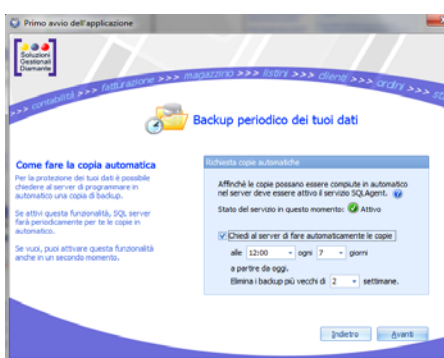 Primo avvio dell'applicazione
Soluzioni
Gestionali
Diamante
>>> contabilità >>> fatturazione >>> magazzino >>> listini >>> clienti >>> ordini >>>
Backup periodico dei tuoi dati
Come fare la copia automatica
Per la protezione dei tuoi dati è possibile
chiedere al server di programmare in
automatico una copia di backup.
Se attivi questa funzionalità, SQL server
farà periodicamente per te le copie in
automatico.
Se vuoi, puoi attivare questa funzionalità
anche in un secondo momento.
Richiesta copie automatiche
Affinchè le copie possano essere compiute in automatico
nel server deve essere attivo il servizio SQLAgent.
Stato del servizio in questo momento: Attivo
Chiedi al server di fare automaticamente le copie
alle 12:00 ogni 7 giorni
a partire da oggi.
Elimina i backup più vecchi di 2 settimane.
Indietro
Avanti